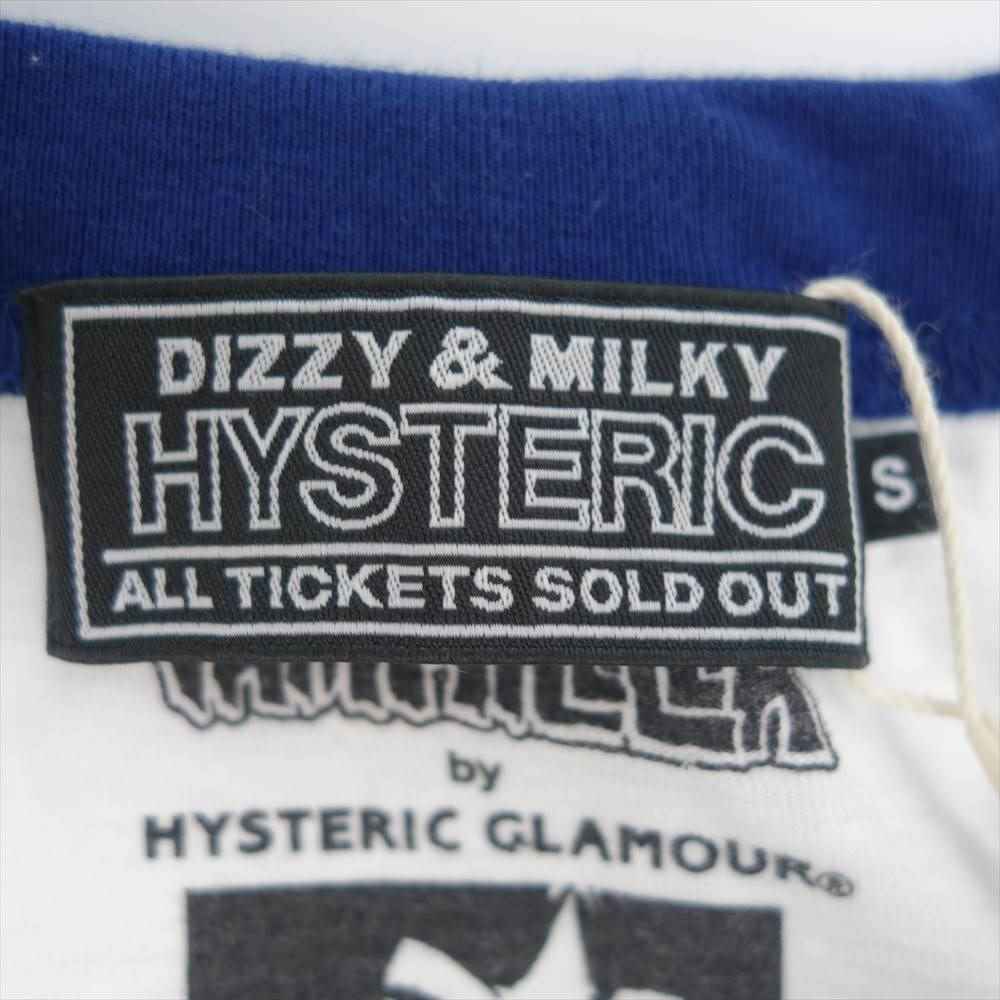 DIZZY & MILKY
HYSTERIC
S
ALL TICKETS SOLD OUT
by
HYSTERIC GLAMOUR®